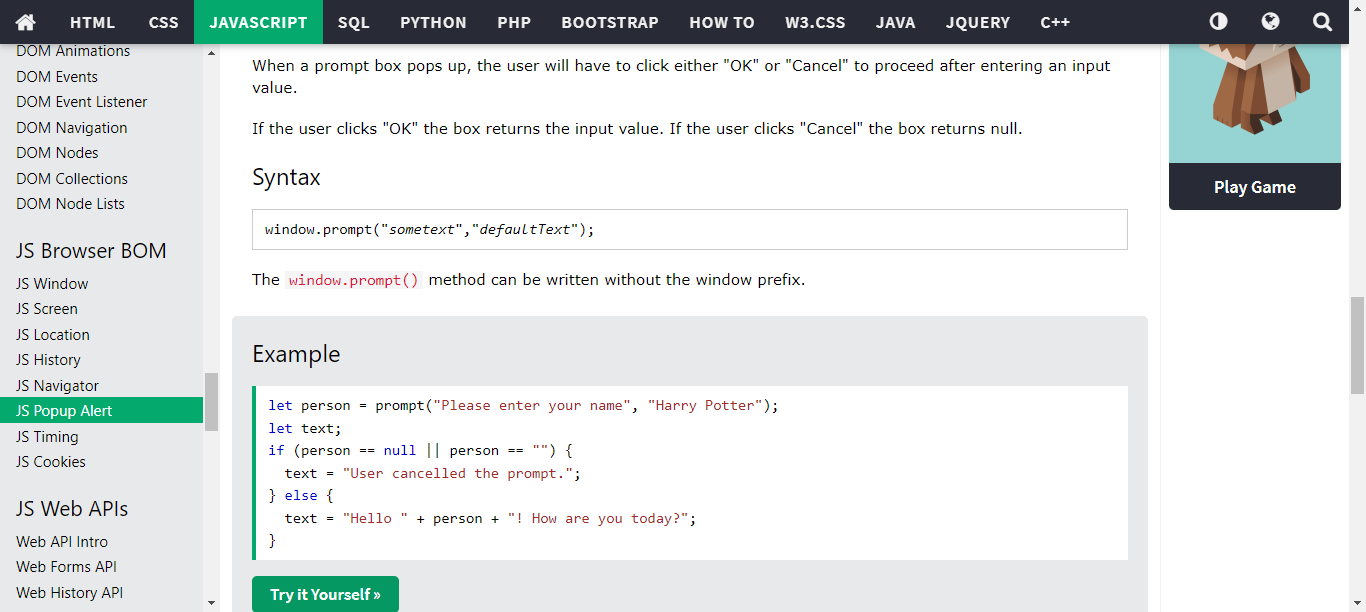 HTML CSS JAVASCRIPT SQL PYTHON PHP BOOTSTRAP HOW TO W3.CSS JAVA JQUERY C++
DOM Animations
DOM Events
DOM Event Listener
DOM Navigation
DOM Nodes
DOM Collections
DOM Node Lists
JS Browser BOM
JS Window
JS Screen
JS Location
JS History
JS Navigator
JS Popup Alert
JS Timing
JS Cookies
JS Web APIs
Web API Intro
Web Forms API
Web History API
When a prompt box pops up, the user will have to click either "OK" or "Cancel" to proceed after entering an input
value.
If the user clicks "OK" the box returns the input value. If the user clicks "Cancel" the box returns null.
Syntax
window.prompt("sometext","defaultText");
The window.prompt() method can be written without the window prefix.
Example
let person = prompt("Please enter your name", "Harry Potter");
let text;
if (person == null || person == "") {
  text = "User cancelled the prompt.";
} else {
  text = "Hello " + person + "! How are you today?";
}
Try it Yourself »
Play Game